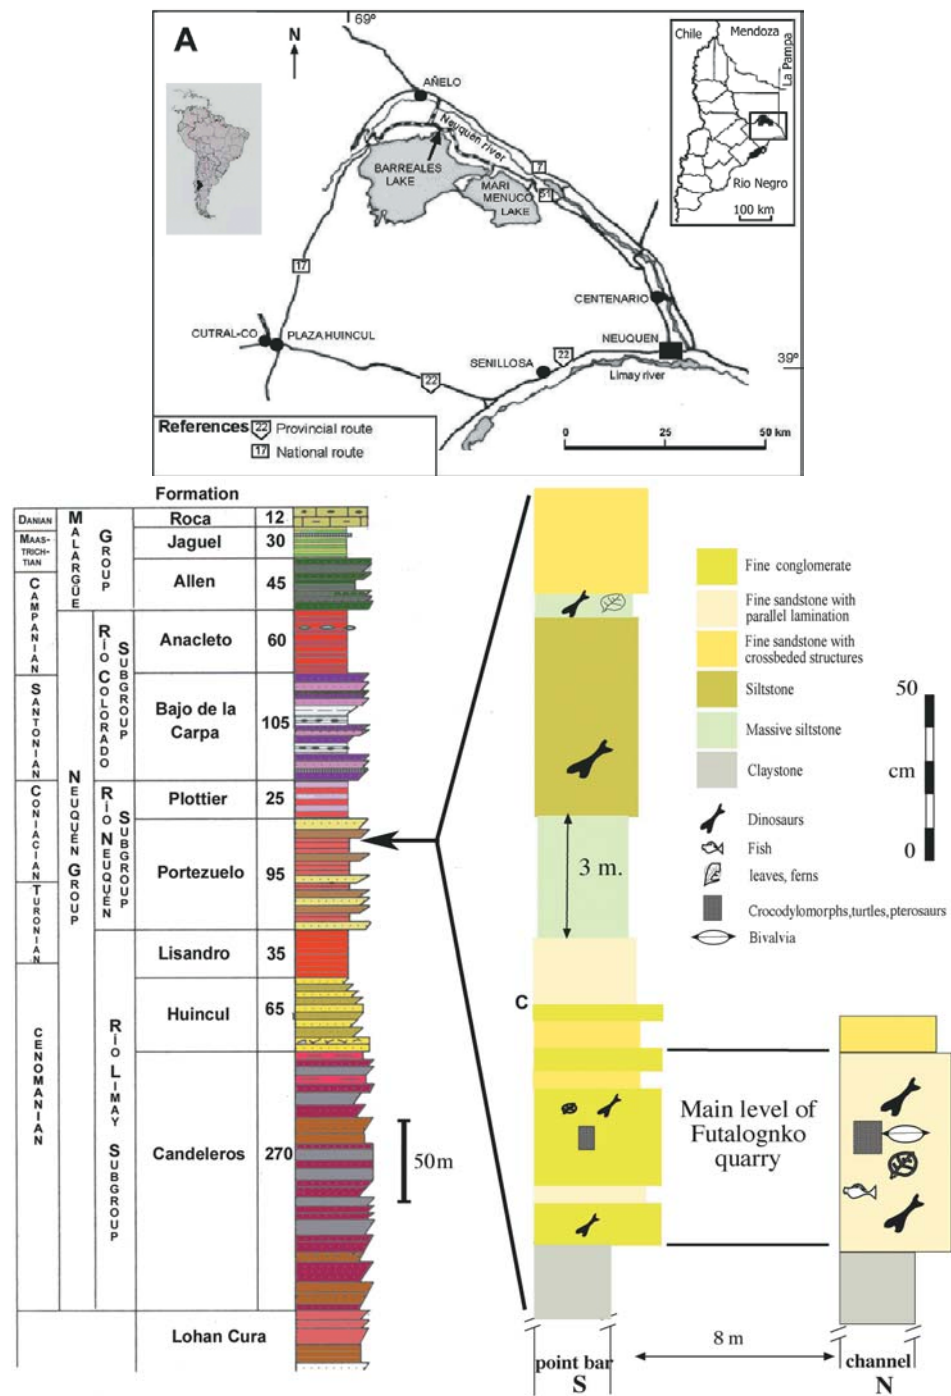 A
69º
N
Chile
Mendoza
La Pampa
Rio Negro
100 km
AÑELO
Neuquén river
BARREALES
LAKE
MARI
MENUCO
LAKE
7
51
17
CENTENARIO
CUTRAL-CO
PLAZA HUINCUL
NEUQUEN
SENILLOSA
22
39º
Limay river
22
References
22 Provincial route
17 National route
0 25 50 km
Formation
DANIAN
MAAS-
TRICH-
TIAN
CAMPANIAN
SANTONIAN
CONIACIAN
TURONIAN
CENOMANIAN
MALARGÜE
GROUP
NEUQUÉN GROUP
RÍO COLORADO
SUBGROUP
RÍO NEUQUÉN
SUBGROUP
RÍO LIMAY SUBGROUP
Roca 12
Jaguel 30
Allen 45
Anacleto 60
Bajo de la
Carpa 105
Plottier 25
Portezuelo 95
Lisandro 35
Huincul 65
Candeleros 270
Lohan Cura
50m
3 m.
C
Fine conglomerate
Fine sandstone with
parallel lamination
Fine sandstone with
crossbeded structures
Siltstone
Massive siltstone
Claystone
50
cm
0
Dinosaurs
Fish
leaves, ferns
Crocodylomorphs,turtles, pterosaurs
Bivalvia
Main level of
Futalognko
quarry
8 m
point bar
S
channel
N